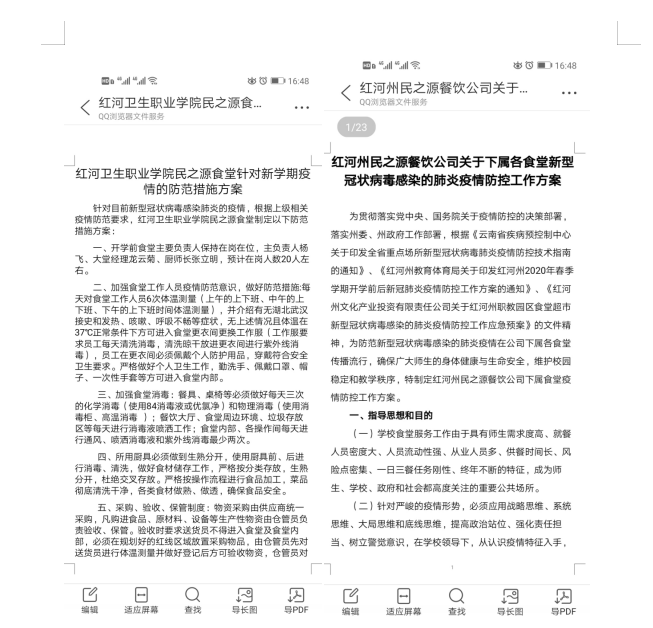 16:48
红河卫生职业学院民之源食...
QQ浏览器文件服务
红河卫生职业学院民之源食堂针对新学期疫
情的防范措施方案
针对目前新型冠状病毒感染肺炎的疫情，根据上级相关
疫情防范要求，红河卫生职业学院民之源食堂制定以下防范
措施方案：
一、开学前食堂主要负责人保持在岗在位，主负责人杨
飞、大堂经理龙云菊、厨师长张立明，预计在岗人数20人左
右。
二、加强食堂工作人员疫情防范意识，做好防范措施:每
天对食堂工作人员6次体温测量（上午的上下班、中午的上
下班、下午的上下班时间体温测量），并介绍有无湖北武汉
接史和发热、咳嗽、呼吸不畅等症状，无上述情况且体温在
37℃正常条件下方可进入食堂更衣间更换工作服（工作服要
求员工每天清洗消毒，清洗晾干放进更衣间进行紫外线消
毒），员工在更衣间必须佩戴个人防护用品，穿戴符合安全
卫生要求。严格做好个人卫生工作，勤洗手、佩戴口罩、帽
子、一次性手套等方可进入食堂内部。
三、加强食堂消毒：餐具、桌椅等必须做好每天三次
的化学消毒（使用84消毒液或优氯净）和物理消毒（使用消
毒柜、高温消毒 ）；餐饮大厅、食堂周边环境、垃圾存放
区等每天进行消毒液喷洒工作；食堂内部、各操作间每天进
行通风、喷洒消毒液和紫外线消毒最少两次。
四、所用厨具必须做到生熟分开，使用厨具前、后进
行消毒、清洗，做好食材储存工作，严格按分类存放，生熟
分开，杜绝交叉存放。严格按操作流程进行食品加工，菜品
彻底清洗干净，各类食材做熟、做透，确保食品安全。
五、采购、验收、保管制度：物资采购由供应商统一
采购，凡购进食品、原材料、设备等生产性物资由仓管员负
责验收、保管。验收时要求送货员不得进入食堂及食堂内
部，必须在规划好的红线区域放置采购物品，由仓管员先对
送货员进行体温测量并做好登记后方可验收物资，仓管员对
编辑 适应屏幕 查找 导长图 导PDF
16:48
红河州民之源餐饮公司关于...
QQ浏览器文件服务
1/23
红河州民之源餐饮公司关于下属各食堂新型
冠状病毒感染的肺炎疫情防控工作方案
为贯彻落实党中央、国务院关于疫情防控的决策部署，
落实州委、州政府工作部署，根据《云南省疾病预防控制中心
关于印发全省重点场所新型冠状病毒肺炎疫情防控技术指南
的通知》、《红河州教育体育局关于印发红河州2020年春季
学期开学前后新冠肺炎疫情防控工作方案的通知》、《红河
州文化产业投资有限责任公司关于红河州职教园区食堂超市
新型冠状病毒感染的肺炎疫情防控工作应急预案》的文件精
神，为防范新型冠状病毒感染的肺炎疫情在公司下属各食堂
传播流行，确保广大师生的身体健康与生命安全，维护校园
稳定和教学秩序，特制定红河州民之源餐饮公司下属食堂疫
情防控工作方案。
一、指导思想和目的
（一）学校食堂服务工作由于具有师生需求度高、就餐
人员密度大、人员流动性强、从业人员多、供餐时间长、风
险点密集、一日三餐任务刚性、终年不断的特征，成为师
生、学校、政府和社会都高度关注的重要公共场所。
（二）针对严峻的疫情形势，必须应用战略思维、系统
思维、大局思维和底线思维，提高政治站位、强化责任担
当、树立警觉意识，在学校领导下，从认识疫情特征入手，
编辑 适应屏幕 查找 导长图 导PDF